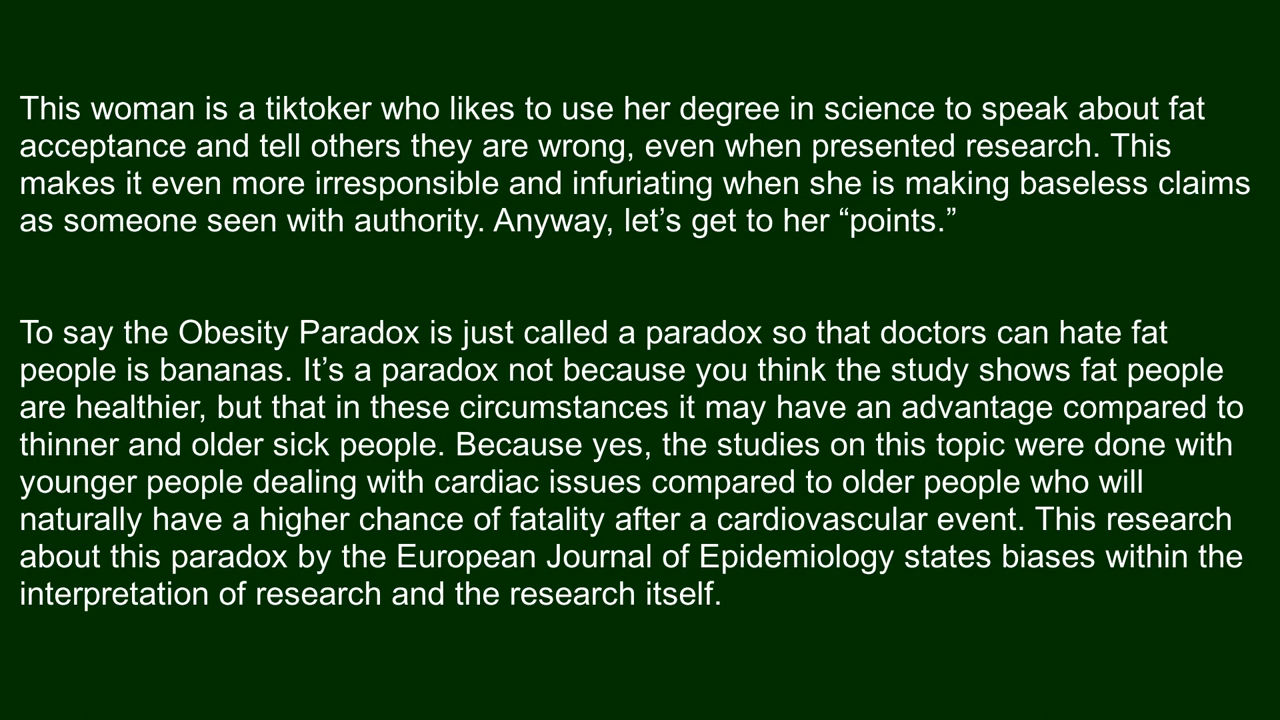 This woman is a tiktoker who likes to use her degree in science to speak about fat
acceptance and tell others they are wrong, even when presented research. This
makes it even more irresponsible and infuriating when she is making baseless claims
as someone seen with authority. Anyway, let’s get to her “points.”
To say the Obesity Paradox is just called a paradox so that doctors can hate fat
people is bananas. It’s a paradox not because you think the study shows fat people
are healthier, but that in these circumstances it may have an advantage compared to
thinner and older sick people. Because yes, the studies on this topic were done with
younger people dealing with cardiac issues compared to older people who will
naturally have a higher chance of fatality after a cardiovascular event. This research
about this paradox by the European Journal of Epidemiology states biases within the
interpretation of research and the research itself.